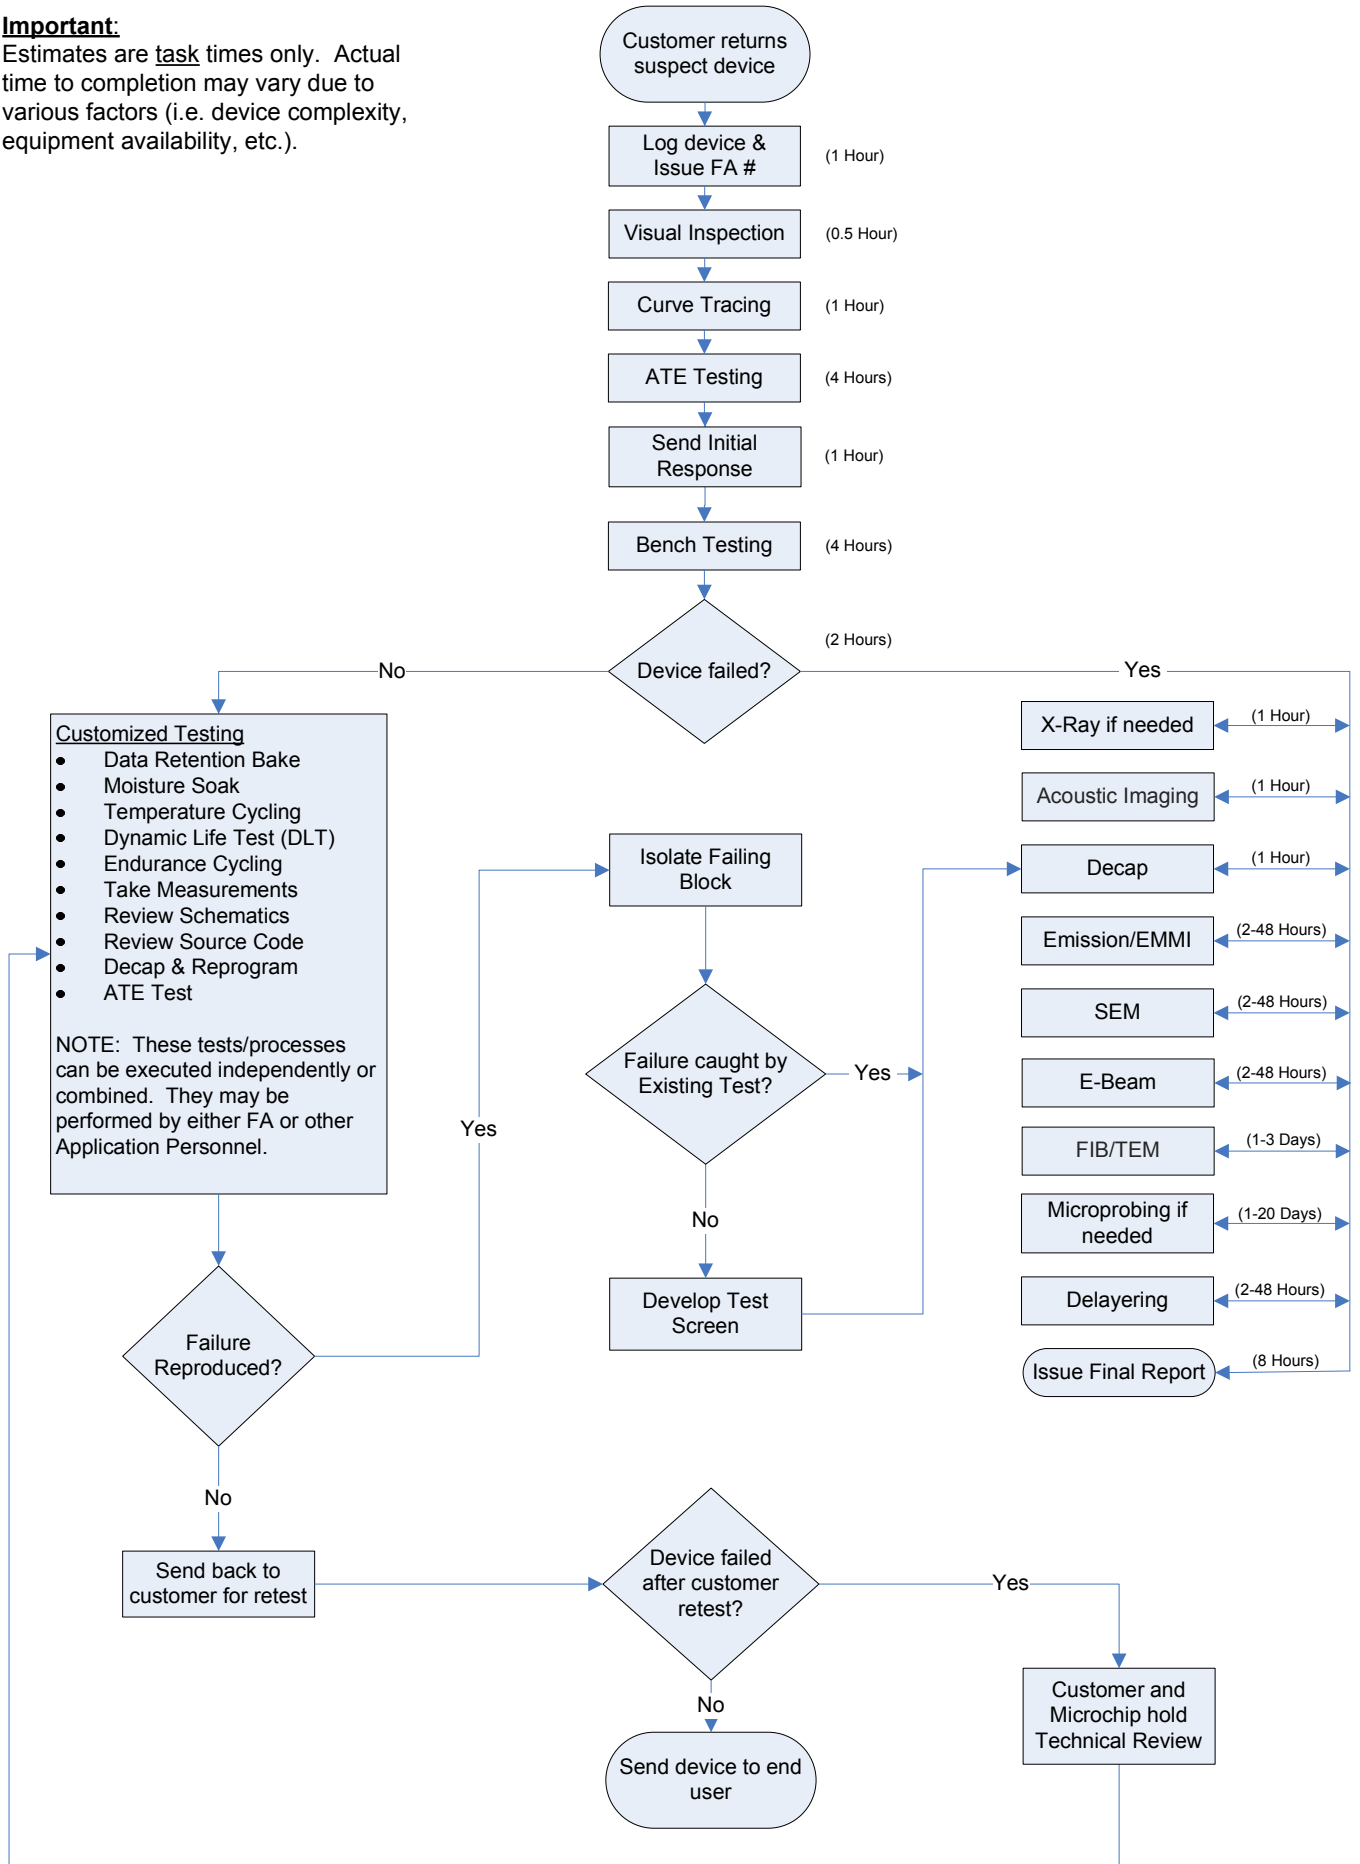 Important:
Estimates are task times only.  Actual
time to completion may vary due to
various factors (i.e. device complexity,
equipment availability, etc.).
Customer returns
suspect device
Log device &
Issue FA #
(1 Hour)
Visual Inspection
(0.5 Hour)
Curve Tracing
(1 Hour)
ATE Testing
(4 Hours)
Send Initial
Response
(1 Hour)
Bench Testing
(4 Hours)
Device failed?
(2 Hours)
No
Yes
Customized Testing
• Data Retention Bake
• Moisture Soak
• Temperature Cycling
• Dynamic Life Test (DLT)
• Endurance Cycling
• Take Measurements
• Review Schematics
• Review Source Code
• Decap & Reprogram
• ATE Test
NOTE:  These tests/processes
can be executed independently or
combined.  They may be
performed by either FA or other
Application Personnel.
Failure
Reproduced?
Yes
No
Isolate Failing
Block
Failure caught by
Existing Test?
Yes
No
Develop Test
Screen
X-Ray if needed
(1 Hour)
Acoustic Imaging
(1 Hour)
Decap
(1 Hour)
Emission/EMMI
(2-48 Hours)
SEM
(2-48 Hours)
E-Beam
(2-48 Hours)
FIB/TEM
(1-3 Days)
Microprobing if
needed
(1-20 Days)
Delayering
(2-48 Hours)
Issue Final Report
(8 Hours)
Send back to
customer for retest
Device failed
after customer
retest?
Yes
No
Send device to end
user
Customer and
Microchip hold
Technical Review